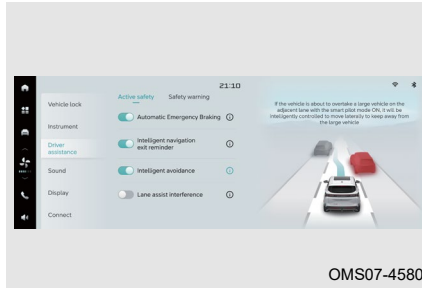 21:10
Vehicle lock
Instrument
Driver
assistance
Sound
Display
Connect
Active safety Safety warning
Automatic Emergency Braking
Intelligent navigation
exit reminder
Intelligent avoidance
Lane assist interference
If the vehicle is about to overtake a large vehicle on the
adjacent lane with the smart pilot mode ON, it will be
intelligently controlled to move laterally to keep away from
the large vehicle
OMS07-4580